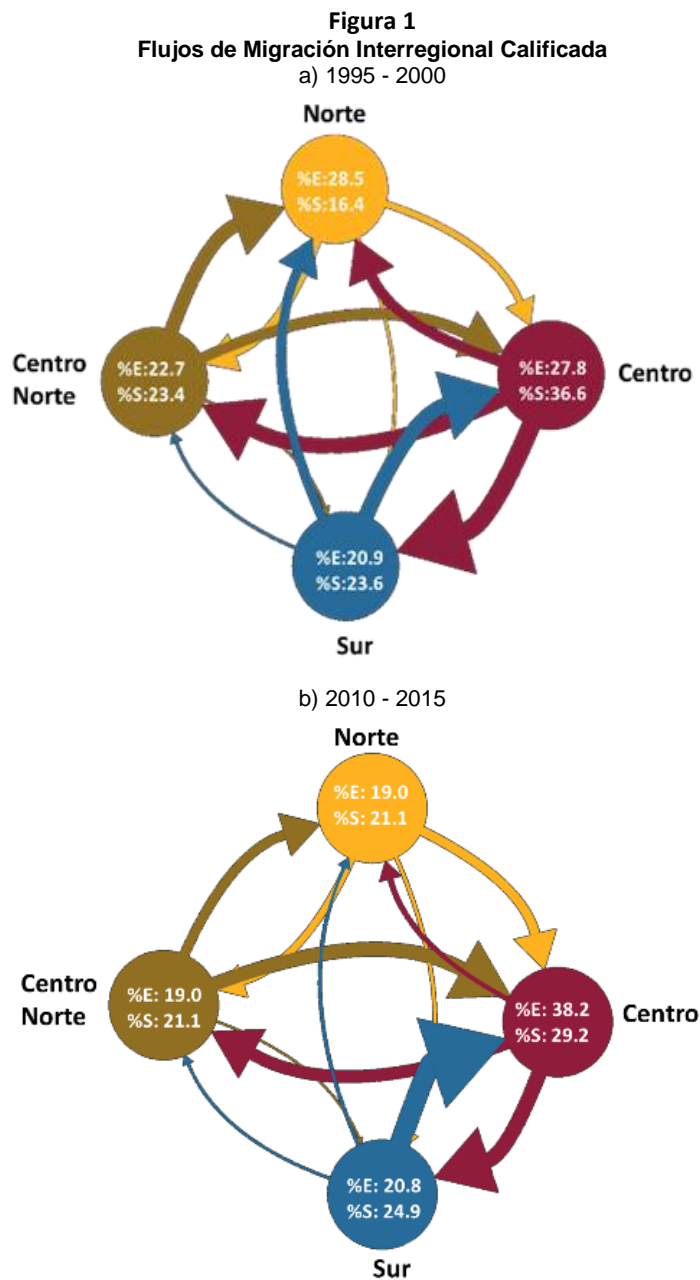 Figura 1
Flujos de Migración Interregional Calificada
a) 1995 - 2000
Norte
%E:28.5
%S:16.4
Centro
Norte
%E:22.7
%S:23.4
%E:27.8
%S:36.6
Centro
%E:20.9
%S:23.6
Sur
b) 2010 - 2015
Norte
%E: 19.0
%S: 21.1
Centro
Norte
%E: 19.0
%S: 21.1
%E: 38.2
%S: 29.2
Centro
%E: 20.8
%S: 24.9
Sur